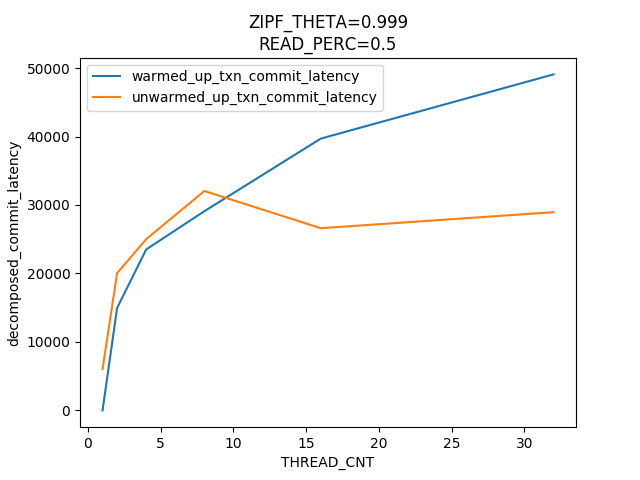 ZIPF_THETA=0.999
READ_PERC=0.5
warmed_up_txn_commit_latency
unwarmed_up_txn_commit_latency
decomposed_commit_latency
50000
40000
30000
20000
10000
0
0 5 10 15 20 25 30
THREAD_CNT